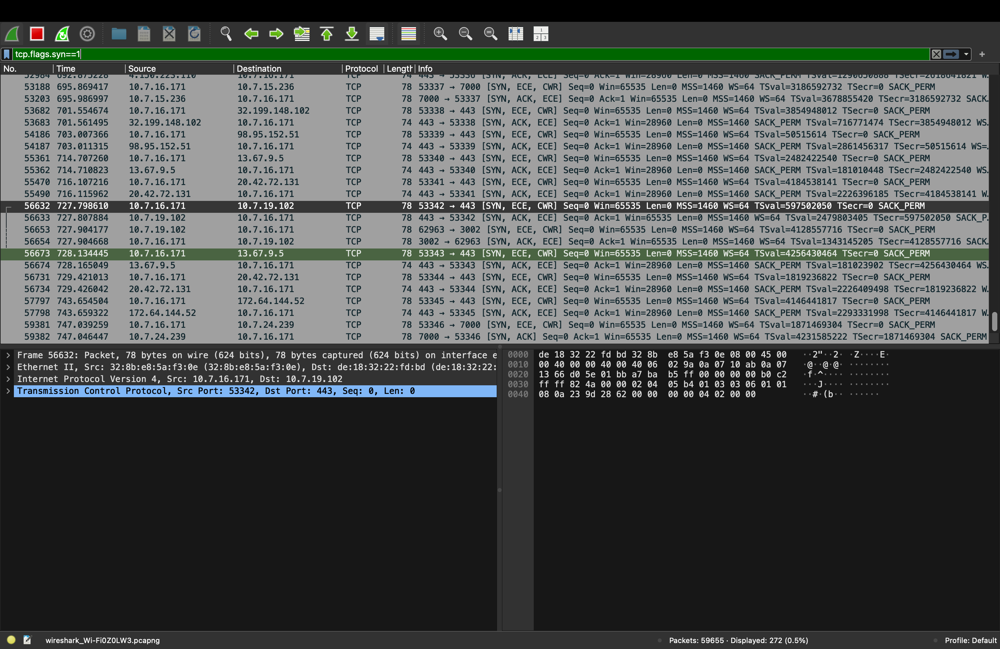 tcp.flags.syn==1
No. Time Source Destination Protocol Length Info
53188 695.869417 10.7.16.171 10.7.15.236 TCP 78 53337 → 7000 [SYN, ECE, CWR] Seq=0 Win=65535 Len=0 MSS=1460 WS=64 TSval=3186592732 TSecr=0 SACK_PERM
53203 695.986997 10.7.15.236 10.7.16.171 TCP 78 7000 → 53337 [SYN, ACK, ECE] Seq=0 Ack=1 Win=65535 Len=0 MSS=1460 WS=64 TSval=3678855420 TSecr=3186592732 SACK.
53682 701.554674 10.7.16.171 32.199.148.102 TCP 78 53338 → 443 [SYN, ECE, CWR] Seq=0 Win=65535 Len=0 MSS=1460 WS=64 TSval=3854948012 TSecr=0 SACK_PERM
53683 701.561495 32.199.148.102 10.7.16.171 TCP 74 443 → 53338 [SYN, ACK, ECE] Seq=0 Ack=1 Win=28960 Len=0 MSS=1460 SACK_PERM TSval=716771474 TSecr=3854948012 WS.
54186 703.007366 10.7.16.171 98.95.152.51 TCP 78 53339 → 443 [SYN, ECE, CWR] Seq=0 Win=65535 Len=0 MSS=1460 WS=64 TSval=50515614 TSecr=0 SACK_PERM
54187 703.011315 98.95.152.51 10.7.16.171 TCP 74 443 → 53339 [SYN, ACK, ECE] Seq=0 Ack=1 Win=28960 Len=0 MSS=1460 SACK_PERM TSval=2861456317 TSecr=50515614 WS=.
55361 714.707260 10.7.16.171 13.67.9.5 TCP 78 53340 → 443 [SYN, ECE, CWR] Seq=0 Win=65535 Len=0 MSS=1460 WS=64 TSval=2482422540 TSecr=0 SACK_PERM
55362 714.710823 13.67.9.5 10.7.16.171 TCP 74 443 → 53340 [SYN, ACK, ECE] Seq=0 Ack=1 Win=28960 Len=0 MSS=1460 SACK_PERM TSval=181010448 TSecr=2482422540 WS.
55470 716.107216 10.7.16.171 20.42.72.131 TCP 78 53341 → 443 [SYN, ECE, CWR] Seq=0 Win=65535 Len=0 MSS=1460 WS=64 TSval=4184538141 TSecr=0 SACK_PERM
55490 716.115962 20.42.72.131 10.7.16.171 TCP 74 443 → 53341 [SYN, ACK, ECE] Seq=0 Ack=1 Win=28960 Len=0 MSS=1460 SACK_PERM TSval=2226396185 TSecr=4184538141 W.
56632 727.798610 10.7.16.171 10.7.19.102 TCP 78 53342 → 443 [SYN, ECE, CWR] Seq=0 Win=65535 Len=0 MSS=1460 WS=64 TSval=597502050 TSecr=0 SACK_PERM
56633 727.807884 10.7.19.102 10.7.16.171 TCP 78 443 → 53342 [SYN, ACK, ECE] Seq=0 Ack=1 Win=65535 Len=0 MSS=1460 WS=64 TSval=2479803405 TSecr=597502050 SACK_P.
56653 727.904177 10.7.19.102 10.7.16.171 TCP 78 62963 → 3002 [SYN, ECE, CWR] Seq=0 Win=65535 Len=0 MSS=1460 WS=64 TSval=4128557716 TSecr=0 SACK_PERM
56654 727.904668 10.7.16.171 10.7.19.102 TCP 78 3002 → 62963 [SYN, ACK, ECE] Seq=0 Ack=1 Win=65535 Len=0 MSS=1460 WS=64 TSval=1343145205 TSecr=4128557716 SACK.
56673 728.134445 10.7.16.171 13.67.9.5 TCP 78 53343 → 443 [SYN, ECE, CWR] Seq=0 Win=65535 Len=0 MSS=1460 WS=64 TSval=4256430464 TSecr=0 SACK_PERM
56674 728.165049 13.67.9.5 10.7.16.171 TCP 74 443 → 53343 [SYN, ACK, ECE] Seq=0 Ack=1 Win=28960 Len=0 MSS=1460 SACK_PERM TSval=181023902 TSecr=4256430464 WS.
56731 729.421013 10.7.16.171 20.42.72.131 TCP 78 53344 → 443 [SYN, ECE, CWR] Seq=0 Win=65535 Len=0 MSS=1460 WS=64 TSval=1819236822 TSecr=0 SACK_PERM
56734 729.426042 20.42.72.131 10.7.16.171 TCP 74 443 → 53344 [SYN, ACK, ECE] Seq=0 Ack=1 Win=28960 Len=0 MSS=1460 SACK_PERM TSval=2226409498 TSecr=1819236822 W.
57797 743.654504 10.7.16.171 172.64.144.52 TCP 78 53345 → 443 [SYN, ECE, CWR] Seq=0 Win=65535 Len=0 MSS=1460 WS=64 TSval=4146441817 TSecr=0 SACK_PERM
57798 743.659322 172.64.144.52 10.7.16.171 TCP 74 443 → 53345 [SYN, ACK, ECE] Seq=0 Ack=1 Win=28960 Len=0 MSS=1460 SACK_PERM TSval=2293331998 TSecr=4146441817 W.
59381 747.039259 10.7.16.171 10.7.24.239 TCP 78 53346 → 7000 [SYN, ECE, CWR] Seq=0 Win=65535 Len=0 MSS=1460 WS=64 TSval=1871469304 TSecr=0 SACK_PERM
59382 747.046447 10.7.24.239 10.7.16.171 TCP 78 7000 → 53346 [SYN, ACK] Seq=0 Ack=1 Win=65535 Len=0 MSS=1460 WS=64 TSval=4231585222 TSecr=1871469304 SACK_PERM
Frame 56632: Packet, 78 bytes on wire (624 bits), 78 bytes captured (624 bits) on interface e
Ethernet II, Src: 32:8b:e8:5a:f3:0e (32:8b:e8:5a:f3:0e), Dst: de:18:32:22:fd:bd (de:18:32:22:
Internet Protocol Version 4, Src: 10.7.16.171, Dst: 10.7.19.102
Transmission Control Protocol, Src Port: 53342, Dst Port: 443, Seq: 0, Len: 0
0000 de 18 32 22 fd bd 32 8b e8 5a f3 0e 08 00 45 00 ··2"··2· ·Z····E·
0010 00 40 00 00 40 00 40 06 02 9a 0a 07 10 ab 0a 07 ·@··@·@· ········
0020 13 66 d0 5e 01 bb a7 ba b5 ff 00 00 00 00 b0 c2 ·f·^···· ········
0030 ff ff 82 4a 00 00 02 04 05 b4 01 03 03 06 01 01 ···J···· ········
0040 08 0a 23 9d 28 62 00 00 00 00 04 02 00 00 ··#·(b·· ······
wireshark_Wi-Fi0Z0LW3.pcapng
Packets: 59655 · Displayed: 272 (0.5%)
Profile: Default